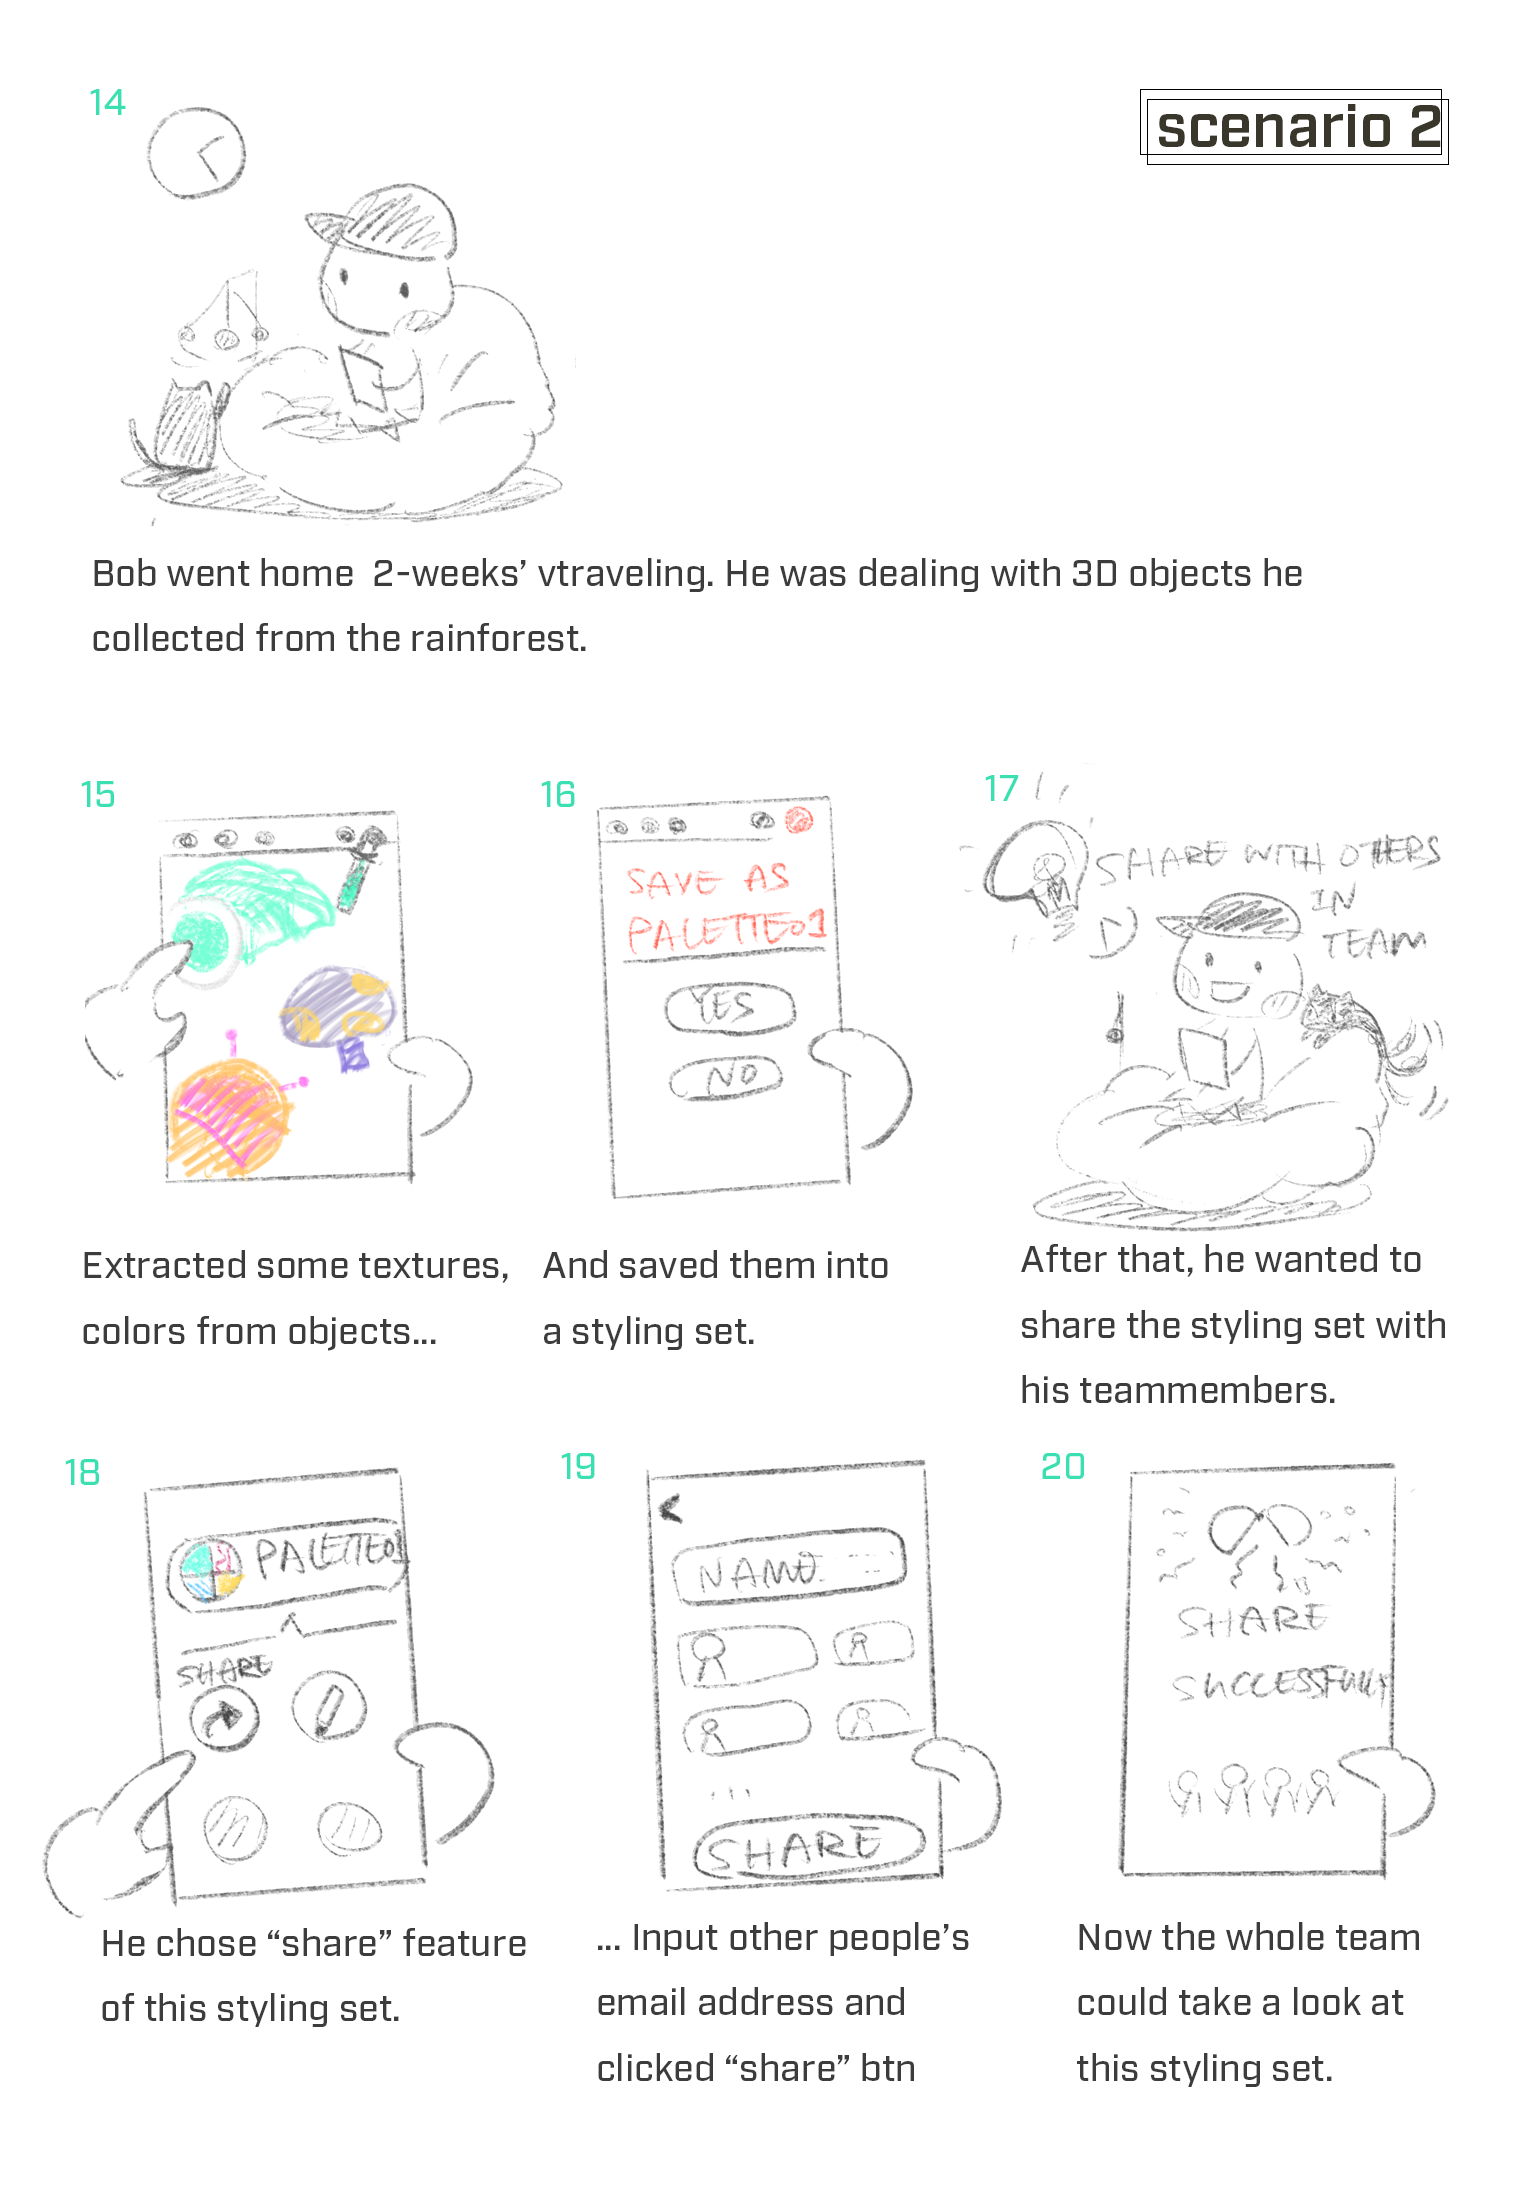 14
scenario 2
Bob went home 2-weeks’ vtraveling. He was dealing with 3D objects he
collected from the rainforest.
15
16
SAVE AS
PALETTE01
YES
NO
17
SHARE WITH OTHERS
IN
TEAM
Extracted some textures,
colors from objects...
And saved them into
a styling set.
After that, he wanted to
share the styling set with
his teammembers.
18
PALETTE01
SHARE
19
<
NAME
...
SHARE
20
SHARE
SUCCESSFULLY
He chose “share” feature
of this styling set.
... Input other people’s
email address and
clicked “share” btn
Now the whole team
could take a look at
this styling set.